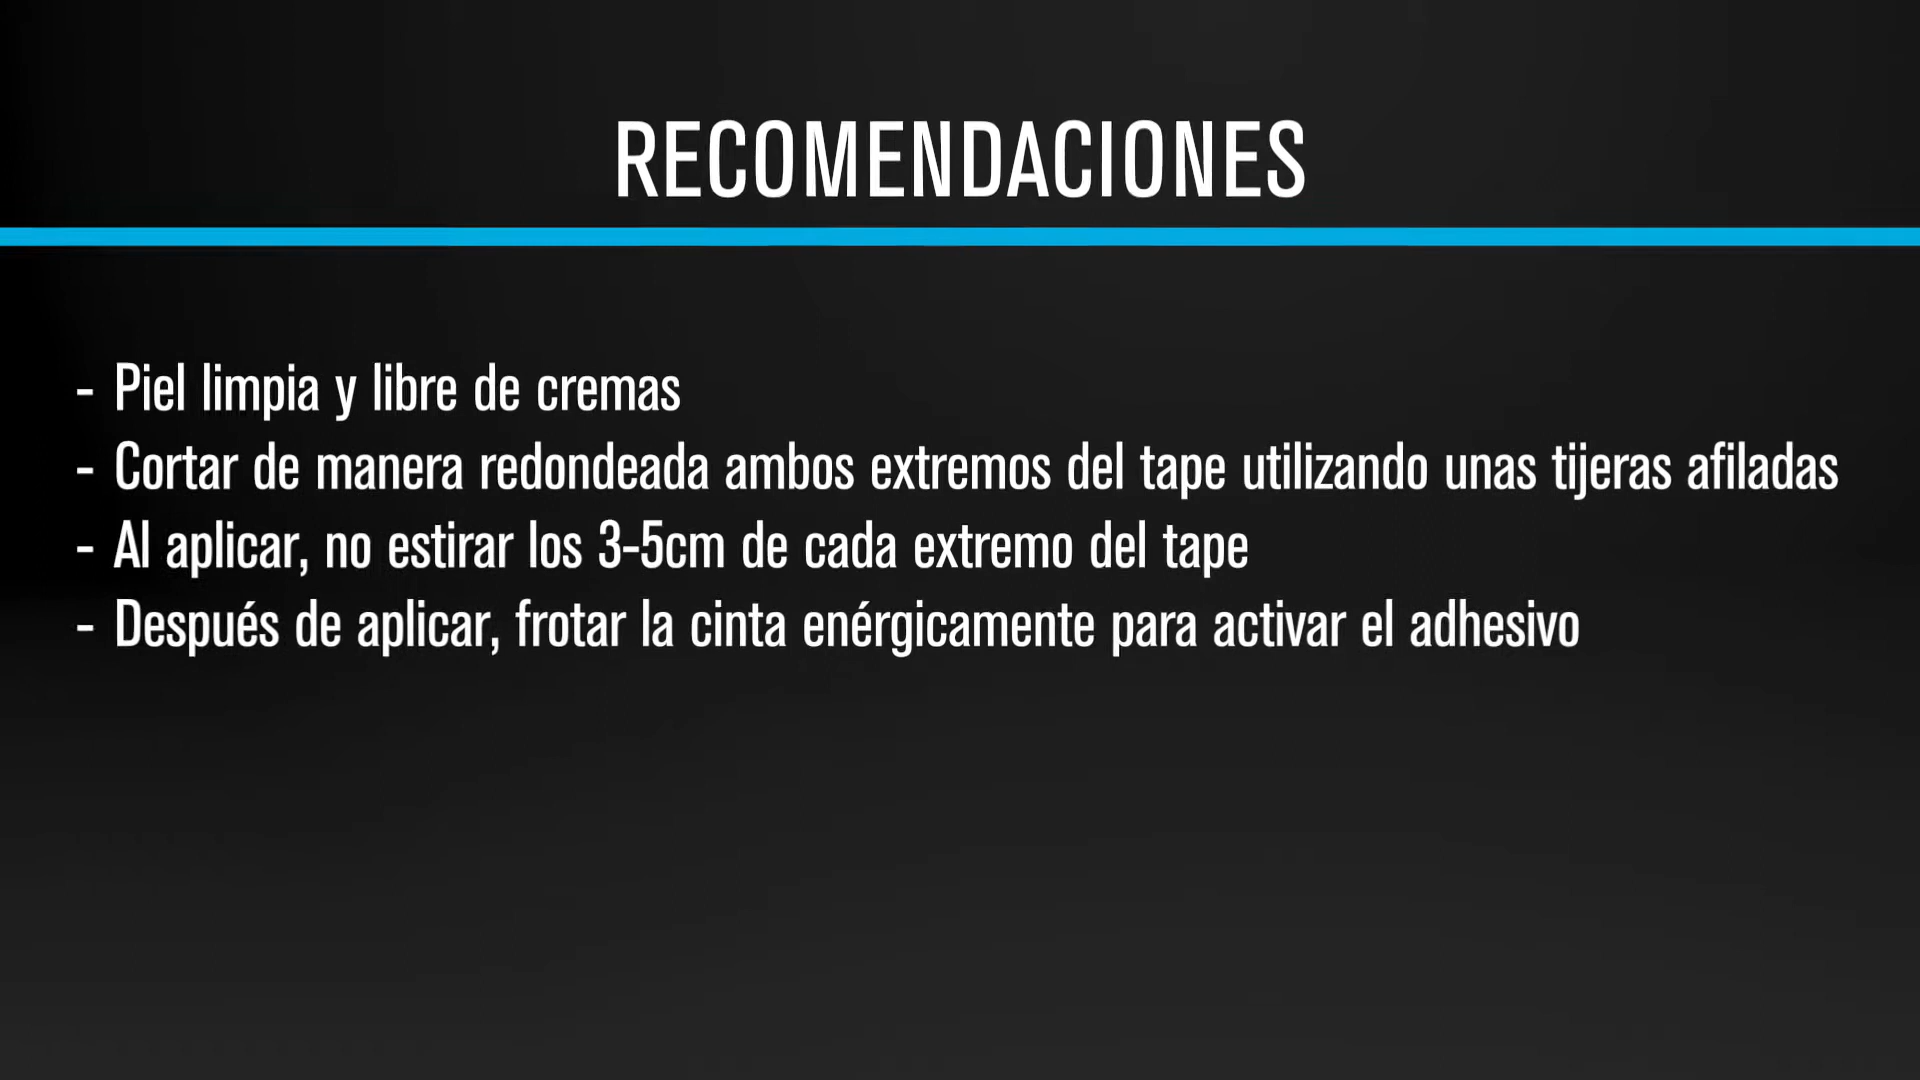 RECOMENDACIONES
- Piel limpia y libre de cremas
- Cortar de manera redondeada ambos extremos del tape utilizando unas tijeras afiladas
- Al aplicar, no estirar los 3-5cm de cada extremo del tape
- Después de aplicar, frotar la cinta enérgicamente para activar el adhesivo